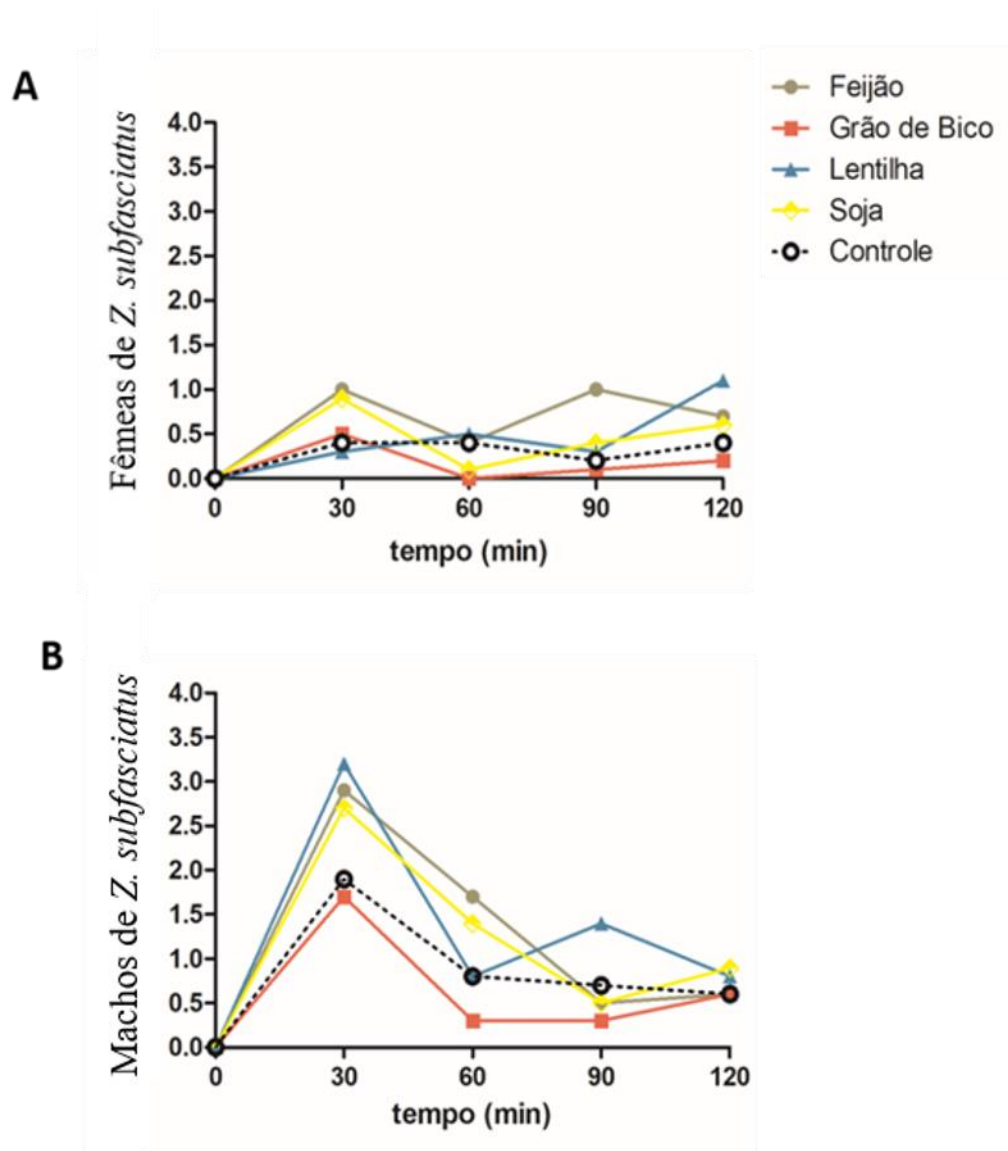 A
Fêmeas de Z. subfasciatus
4.0
3.5
3.0
2.5
2.0
1.5
1.0
0.5
0.0
0 30 60 90 120
tempo (min)
Feijão
Grão de Bico
Lentilha
Soja
Controle
B
Machos de Z. subfasciatus
4.0
3.5
3.0
2.5
2.0
1.5
1.0
0.5
0.0
0 30 60 90 120
tempo (min)